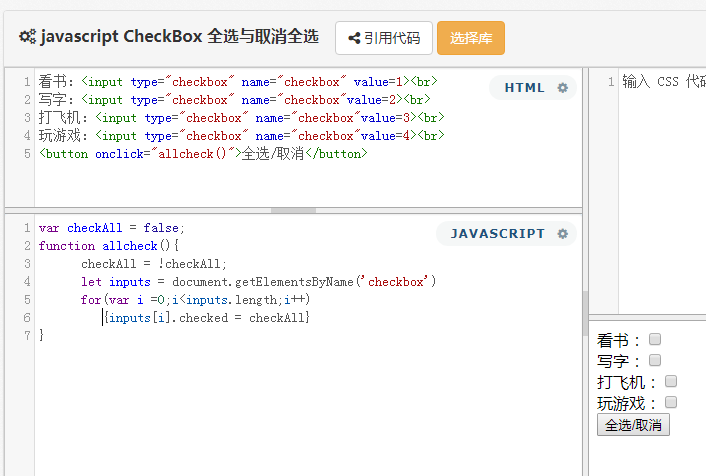 javascript CheckBox 全选与取消全选 引用代码 选择库
HTML
1 看书：<input type="checkbox" name="checkbox" value=1><br>
2 写字：<input type="checkbox" name="checkbox"value=2><br>
3 打飞机：<input type="checkbox" name="checkbox"value=3><br>
4 玩游戏：<input type="checkbox" name="checkbox"value=4><br>
5 <button onclick="allcheck()">全选/取消</button>
1 输入 CSS 代码
JAVASCRIPT
1 var checkAll = false;
2 function allcheck(){
3 checkAll = !checkAll;
4 let inputs = document.getElementsByName('checkbox')
5 for(var i =0;i<inputs.length;i++)
6 {inputs[i].checked = checkAll}
7 }
看书：
写字：
打飞机：
玩游戏：
全选/取消